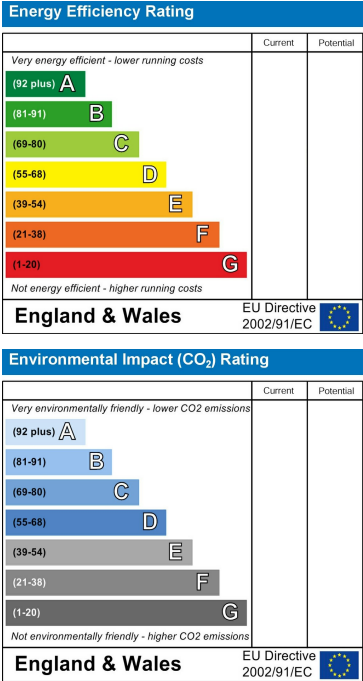 Energy Efficiency Rating
Current Potential
Very energy efficient - lower running costs
(92 plus) A
(81-91) B
(69-80) C
(55-68) D
(39-54) E
(21-38) F
(1-20) G
Not energy efficient - higher running costs
England & Wales
EU Directive
2002/91/EC
Environmental Impact (CO₂) Rating
Current Potential
Very environmentally friendly - lower CO2 emissions
(92 plus) A
(81-91) B
(69-80) C
(55-68) D
(39-54) E
(21-38) F
(1-20) G
Not environmentally friendly - higher CO2 emissions
England & Wales
EU Directive
2002/91/EC